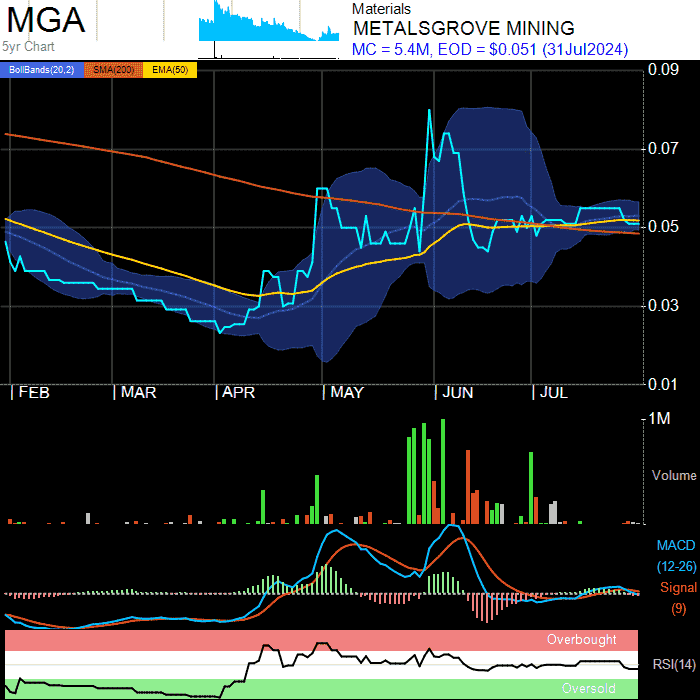 MGA
5yr Chart
Materials
METALSGROVE MINING
MC = 5.4M, EOD = $0.051 (31Jul2024)
BollBands(20,2) SMA(200) EMA(50)
0.09
0.07
0.05
0.03
0.01
FEB MAR APR MAY JUN JUL
1M
Volume
MACD
(12-26)
Signal
(9)
Overbought
RSI(14)
Oversold